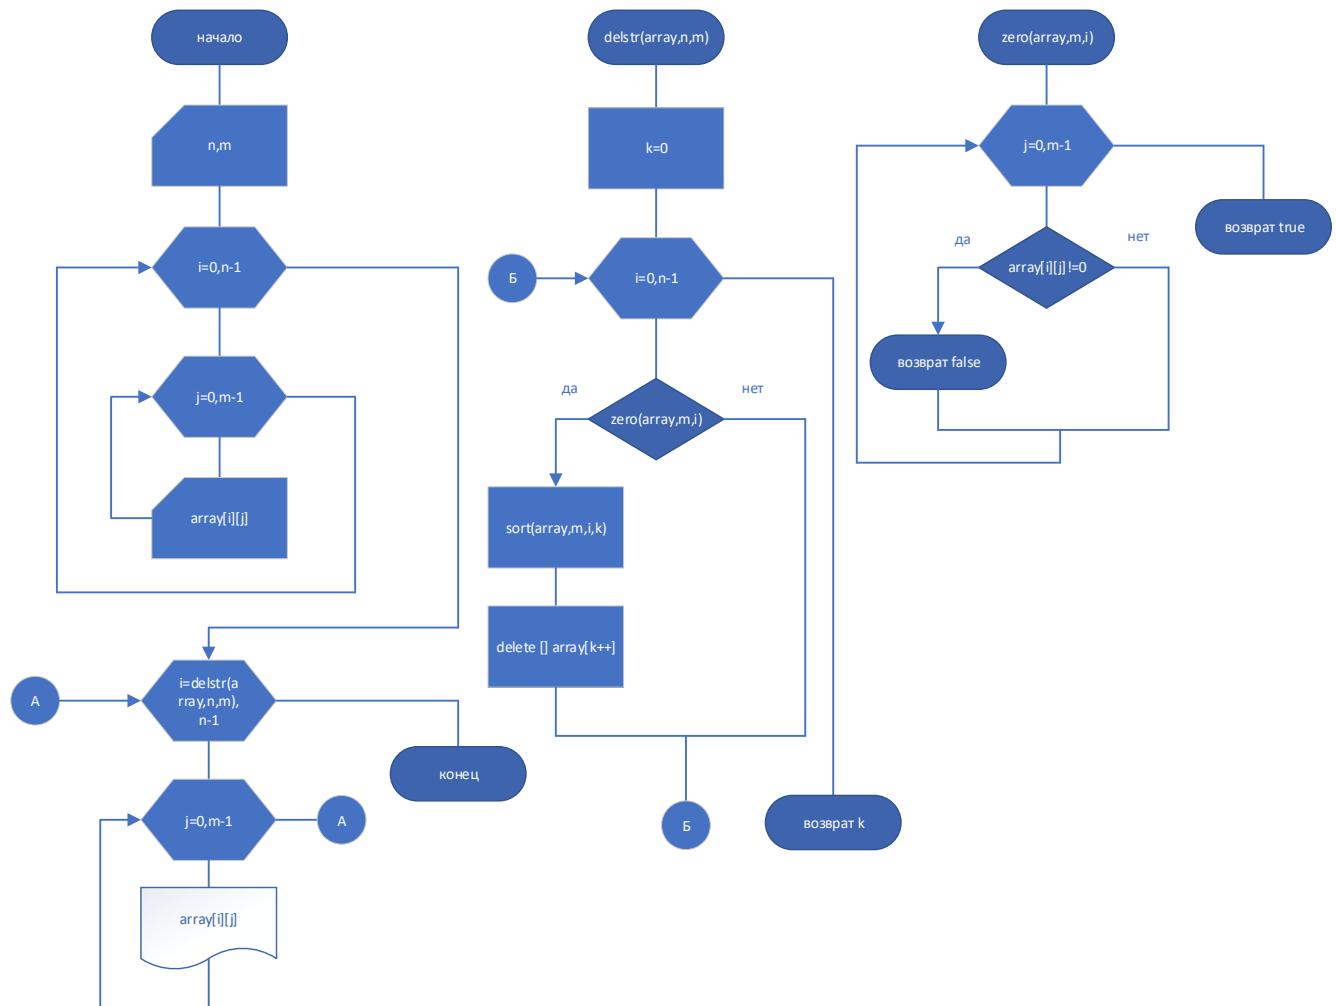 начало
n,m
i=0,n-1
j=0,m-1
array[i][j]
i=delstr(a
rray,n,m),
n-1
А
конец
j=0,m-1
А
array[i][j]
delstr(array,n,m)
k=0
Б
i=0,n-1
да
нет
zero(array,m,i)
sort(array,m,i,k)
delete [] array[k++]
Б
возврат k
zero(array,m,i)
j=0,m-1
возврат true
да
нет
array[i][j]!=0
возврат false